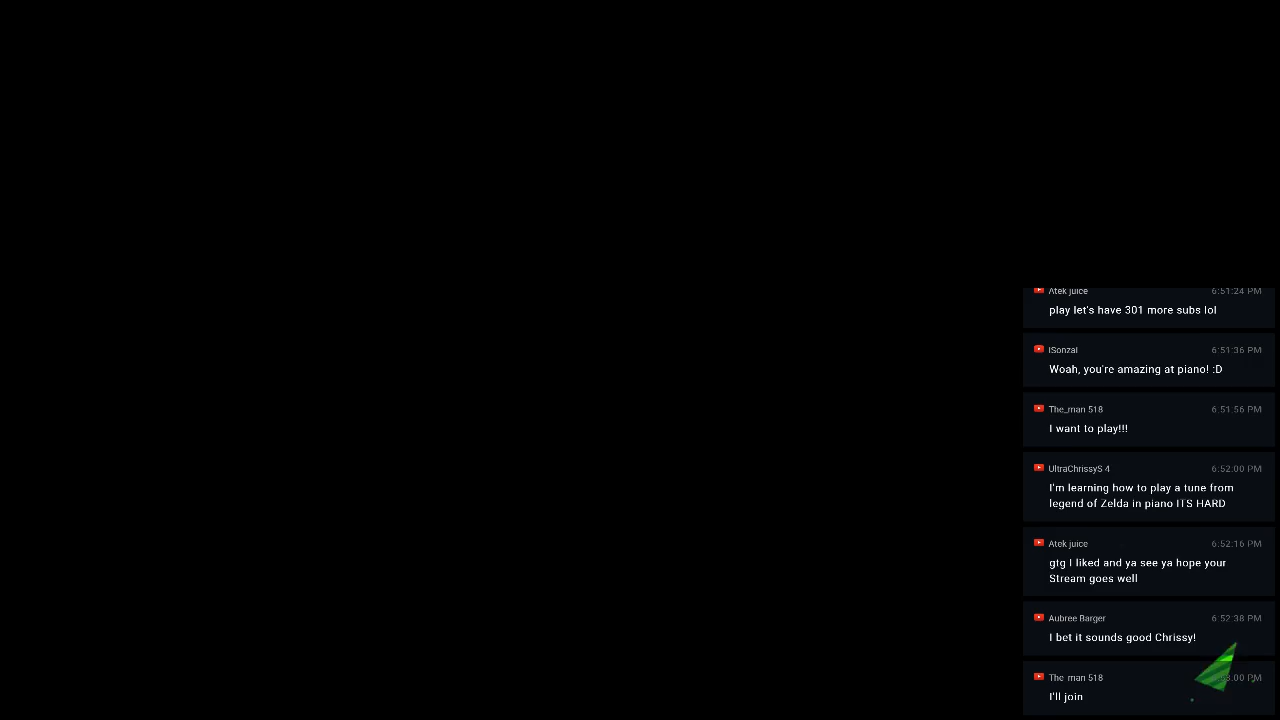 Atek juice 6:51:24 PM
play let's have 301 more subs lol
iSonzai 6:51:36 PM
Woah, you're amazing at piano! :D
The_man 518 6:51:56 PM
I want to play!!!
UltraChrissyS 4 6:52:00 PM
I'm learning how to play a tune from
legend of Zelda in piano ITS HARD
Atek juice 6:52:16 PM
gtg I liked and ya see ya hope your
Stream goes well
Aubree Barger 6:52:38 PM
I bet it sounds good Chrissy!
The_man 518 PM
I'll join